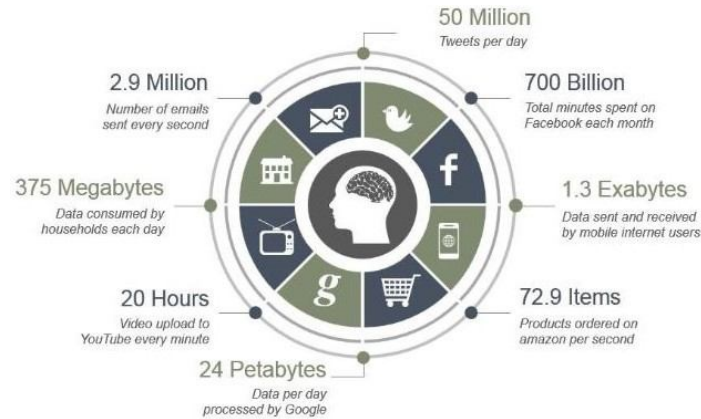 50 Million
Tweets per day
2.9 Million
Number of emails
sent every second
700 Billion
Total minutes spent on
Facebook each month
375 Megabytes
Data consumed by
households each day
1.3 Exabytes
Data sent and received
by mobile internet users
20 Hours
Video upload to
YouTube every minute
72.9 Items
Products ordered on
amazon per second
24 Petabytes
Data per day
processed by Google
f
g